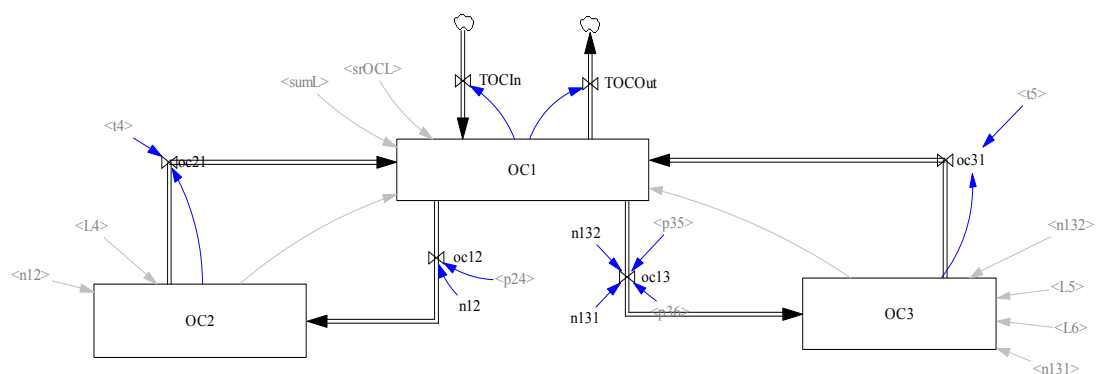 TOCIn
TOCOut
<srOCL>
<sumL>
<t4>
<t5>
oc21
OC1
oc31
<L4>
<n12>
n132
<p35>
<n132>
oc12
<p24>
n12
oc13
n131
<p36>
OC2
OC3
<L5>
<L6>
<n131>